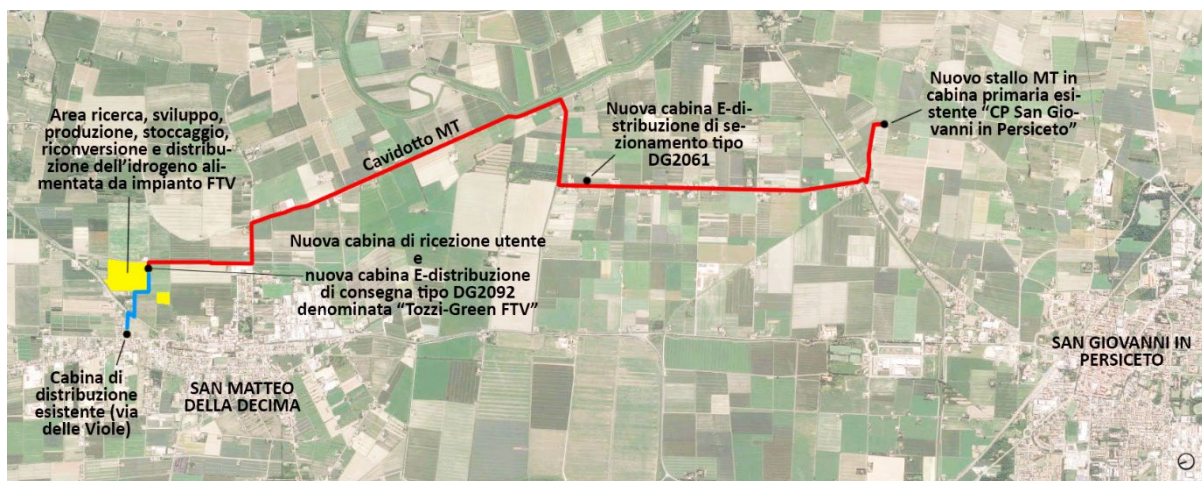 Area ricerca, sviluppo,
produzione, stoccaggio,
riconversione e distribu-
zione dell'idrogeno ali-
mentata da impianto FTV
Cavidotto MT
Nuova cabina E-di-
stribuzione di se-
zionamento tipo
DG2061
Nuovo stallo MT in
cabina primaria esi-
stente "CP San Gio-
vanni in Persiceto"
Nuova cabina di ricezione utente
e
nuova cabina E-distribuzione
di consegna tipo DG2092
denominata "Tozzi-Green FTV"
Cabina di
distribuzione
esistente (via
delle Viole)
SAN MATTEO
DELLA DECIMA
SAN GIOVANNI IN
PERSICETO